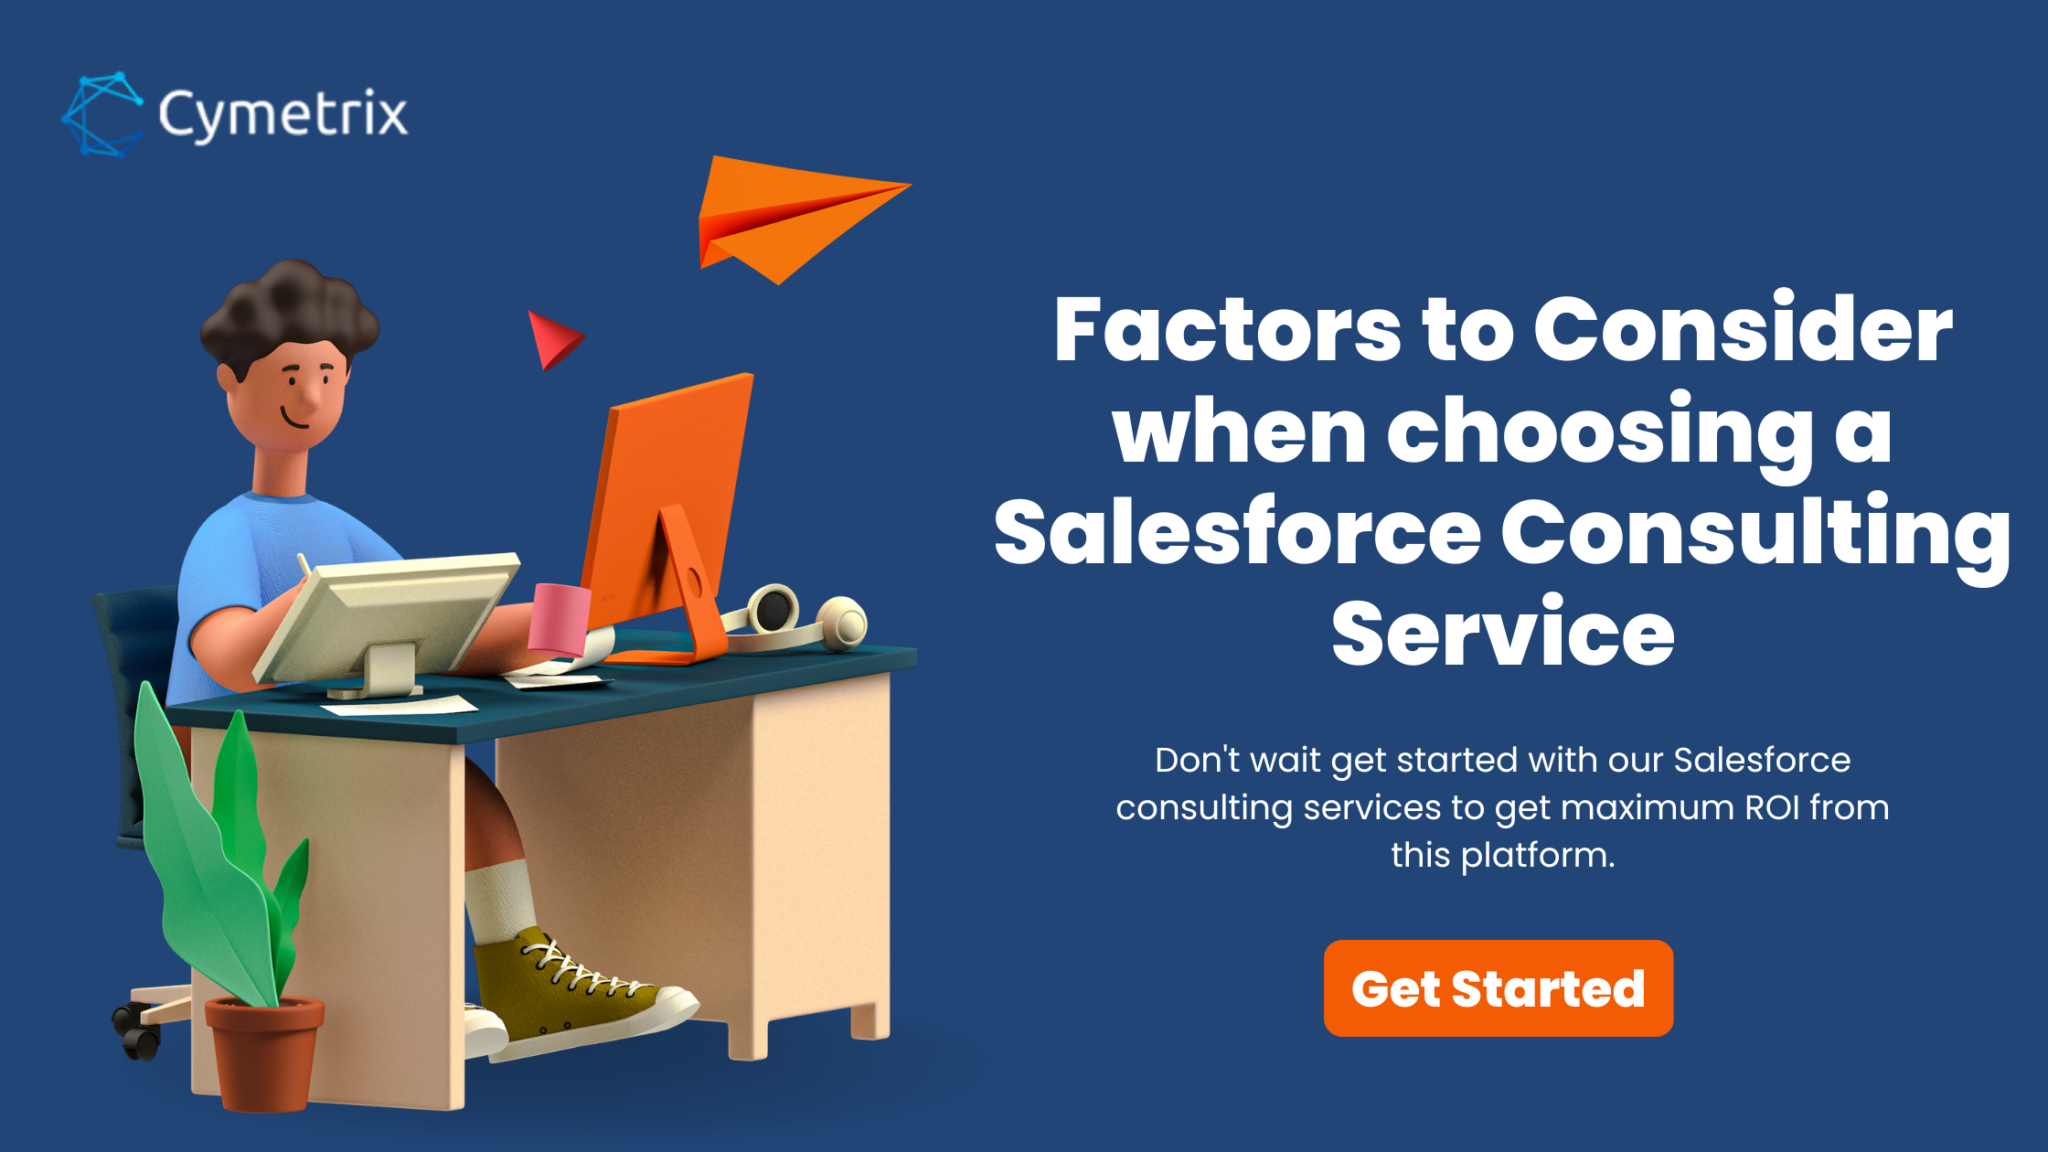 Cymetrix
Factors to Consider
when choosing a
Salesforce Consulting
Service
Don't wait get started with our Salesforce
consulting services to get maximum ROI from
this platform.
Get Started